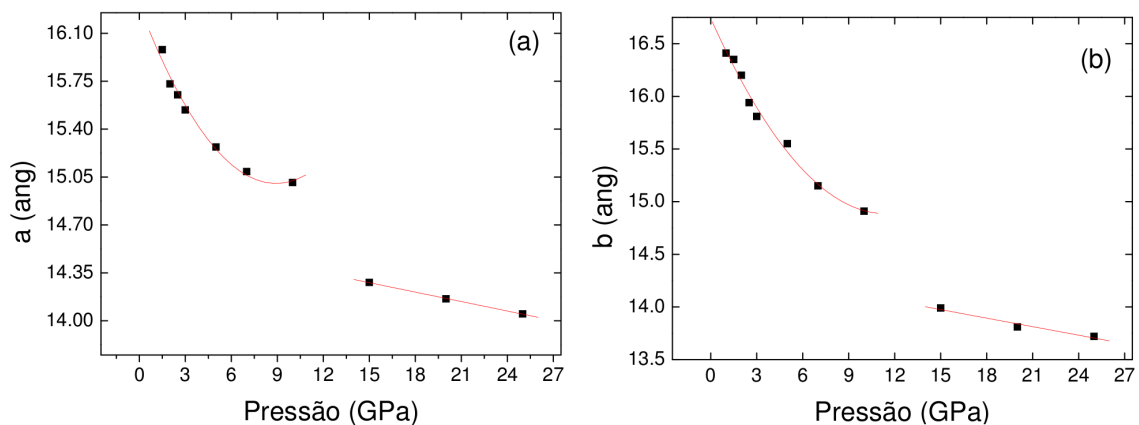 (a)
16.10
15.75
15.40
15.05
14.70
14.35
14.00
a (ang)
0 3 6 9 12 15 18 21 24 27
Pressão (GPa)
(b)
16.5
16.0
15.5
15.0
14.5
14.0
13.5
b (ang)
0 3 6 9 12 15 18 21 24 27
Pressão (GPa)